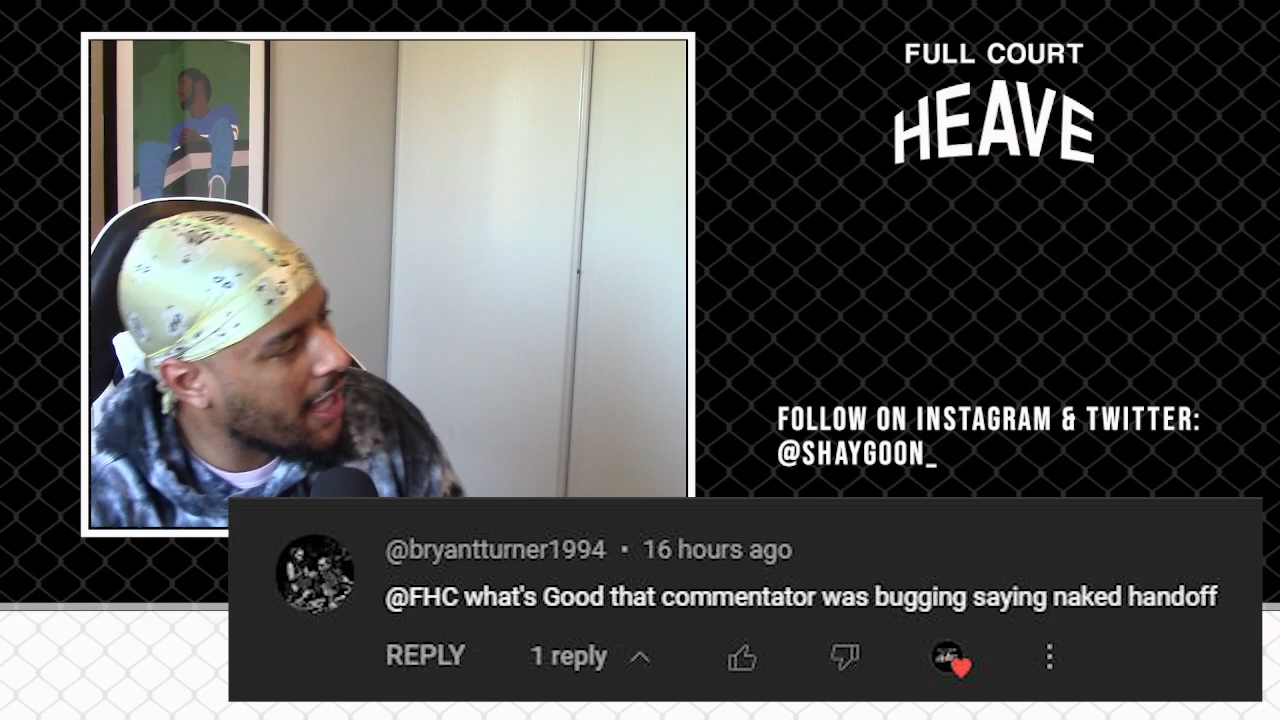 FULL COURT
HEAVE
FOLLOW ON INSTAGRAM & TWITTER:
@SHAYGOON_
@bryantturner1994 • 16 hours ago
@FHC what's Good that commentator was bugging saying naked handoff
REPLY 1 reply